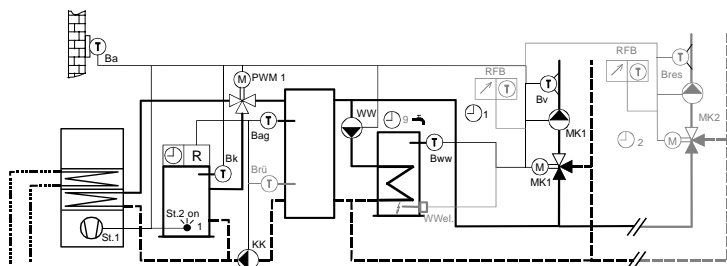 T
Ba
M
PWM 1
T
Bag
R
T
Bk
T
Brü
St.2 on
1
St.1
KK
WW
9
T
Bww
WWel.
RFB
T
1
T
Bv
MK1
M
MK1
RFB
T
2
T
Bres
MK2
M